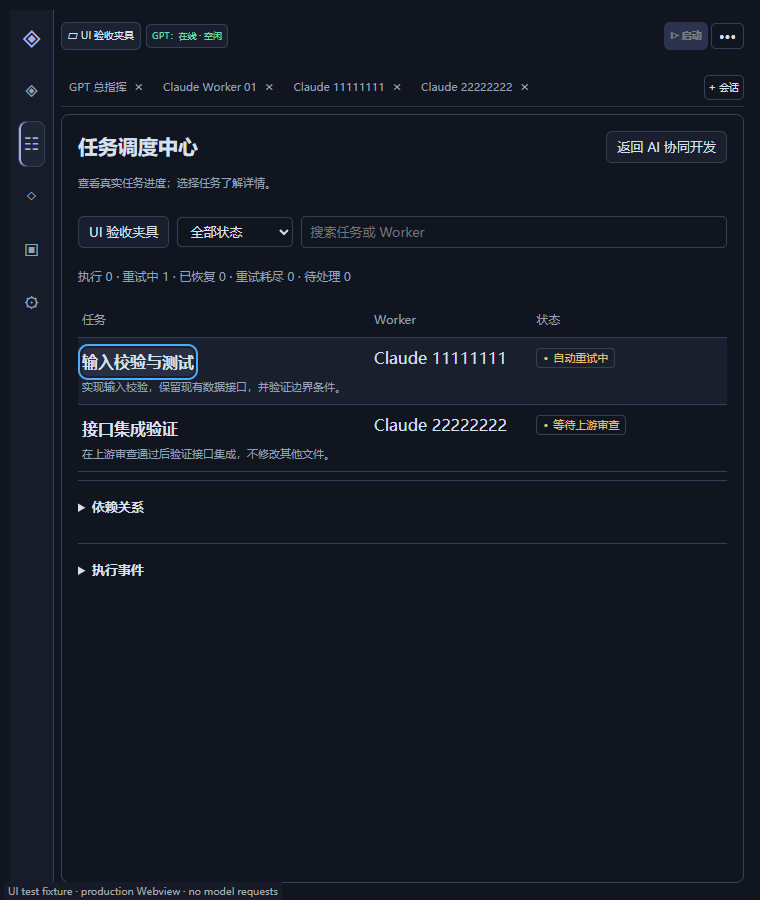 UI 验收夹具 GPT：在线 · 空闲 启动 •••
GPT 总指挥 × Claude Worker 01 × Claude 11111111 × Claude 22222222 × + 会话
任务调度中心 返回 AI 协同开发
查看真实任务进度；选择任务了解详情。
UI 验收夹具 全部状态 搜索任务或 Worker
执行 0 · 重试中 1 · 已恢复 0 · 重试耗尽 0 · 待处理 0
任务 Worker 状态
输入校验与测试 Claude 11111111 • 自动重试中
实现输入校验，保留现有数据接口，并验证边界条件。
接口集成验证 Claude 22222222 • 等待上游审查
在上游审查通过后验证接口集成，不修改其他文件。
依赖关系
执行事件
UI test fixture · production Webview · no model requests